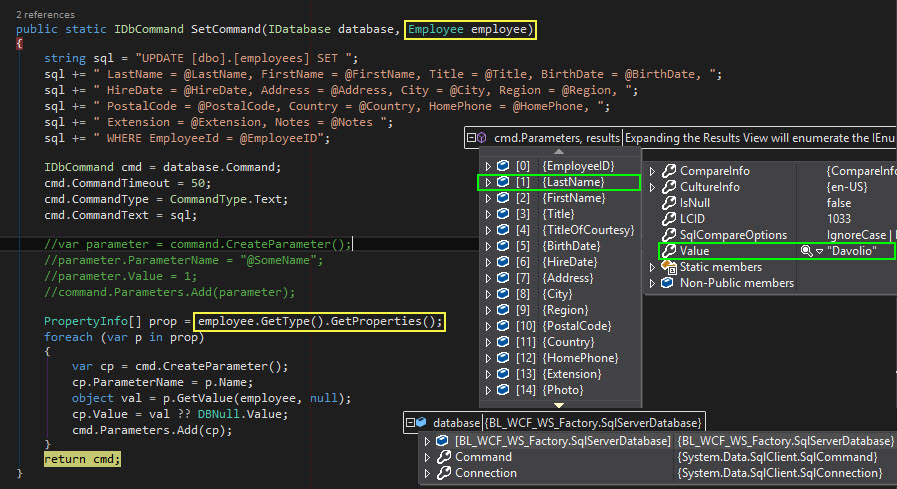 2 references
public static IDbCommand SetCommand(IDatabase database, Employee employee)
{
string sql = "UPDATE [dbo].[employees] SET ";
sql += " LastName = @LastName, FirstName = @FirstName, Title = @Title, BirthDate = @BirthDate, ";
sql += " HireDate = @HireDate, Address = @Address, City = @City, Region = @Region, ";
sql += " PostalCode = @PostalCode, Country = @Country, HomePhone = @HomePhone, ";
sql += " Extension = @Extension, Notes = @Notes ";
sql += " WHERE EmployeeId = @EmployeeID";
IDbCommand cmd = database.Command;
cmd.CommandTimeout = 50;
cmd.CommandType = CommandType.Text;
cmd.CommandText = sql;
//var parameter = command.CreateParameter();
//parameter.ParameterName = "@SomeName";
//parameter.Value = 1;
//command.Parameters.Add(parameter);
PropertyInfo[] prop = employee.GetType().GetProperties();
foreach (var p in prop)
{
var cp = cmd.CreateParameter();
cp.ParameterName = p.Name;
object val = p.GetValue(employee, null);
cp.Value = val ?? DBNull.Value;
cmd.Parameters.Add(cp);
}
return cmd;
}
cmd.Parameters, results Expanding the Results View will enumerate the IEnu
[0] {EmployeeID}
[1] {LastName}
[2] {FirstName}
[3] {Title}
[4] {TitleOfCourtesy}
[5] {BirthDate}
[6] {HireDate}
[7] {Address}
[8] {City}
[9] {Region}
[10] {PostalCode}
[11] {Country}
[12] {HomePhone}
[13] {Extension}
[14] {Photo}
CompareInfo {CompareInfo
CultureInfo {en-US}
IsNull false
LCID 1033
SqlCompareOptions IgnoreCase |
Value "Davolio"
Static members
Non-Public members
database {BL_WCF_WS_Factory.SqlServerDatabase}
[BL_WCF_WS_Factory.SqlServerDatabase] {BL_WCF_WS_Factory.SqlServerDatabase}
Command {System.Data.SqlClient.SqlCommand}
Connection {System.Data.SqlClient.SqlConnection}